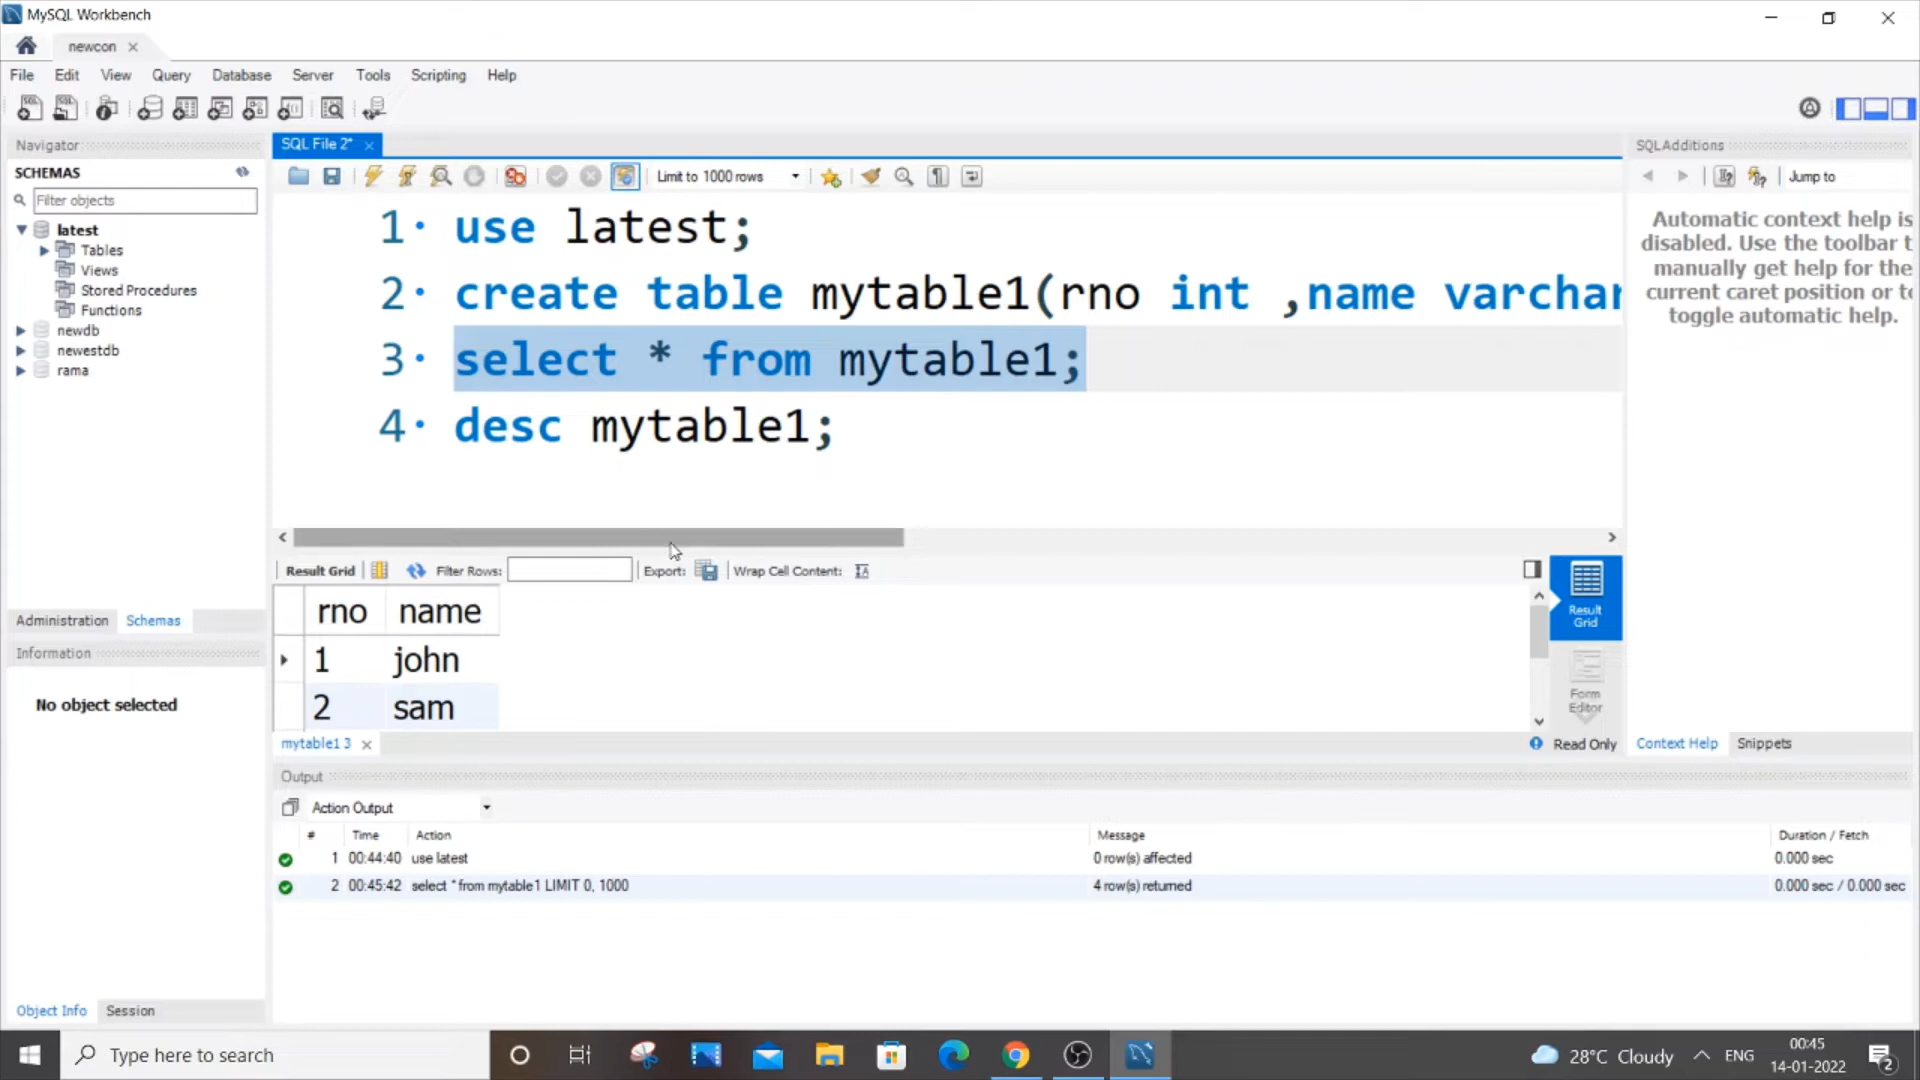 MySQL Workbench
newcon
File Edit View Query Database Server Tools Scripting Help
Navigator
SCHEMAS
Filter objects
latest
Tables
Views
Stored Procedures
Functions
newdb
newestdb
rama
Administration Schemas
Information
No object selected
Object Info Session
SQL File 2*
Limit to 1000 rows
1 use latest;
2 create table mytable1(rno int ,name varchar
3 select * from mytable1;
4 desc mytable1;
Result Grid Filter Rows: Export: Wrap Cell Content:
rno name
1 john
2 sam
Result
Grid
Form
Editor
mytable1 3
Read Only
SQLAdditions
Jump to
Automatic context help is
disabled. Use the toolbar t
manually get help for the
current caret position or to
toggle automatic help.
Context Help Snippets
Output
Action Output
# Time Action Message Duration / Fetch
1 00:44:40 use latest 0 row(s) affected 0.000 sec
2 00:45:42 select * from mytable1 LIMIT 0, 1000 4 row(s) returned 0.000 sec / 0.000 sec
Type here to search
28°C Cloudy
ENG
00:45
14-01-2022
2